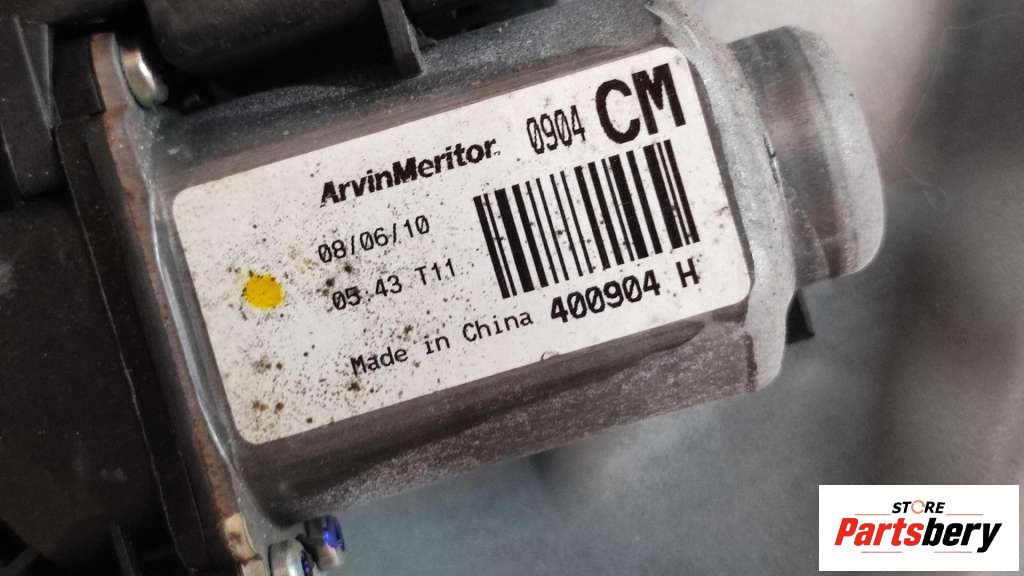 ArvinMeritor. 0904 CM
08/06/10
05 43 T11
Made in China 400904 H
STORE
Partsbery